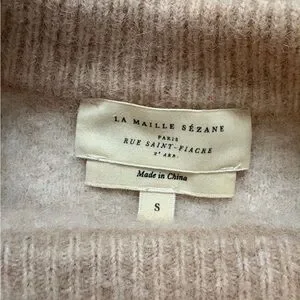 LA MAILLE SÉZANE
PARIS
RUE SAINT-FIACRE
2E ARR.
Made in China
S